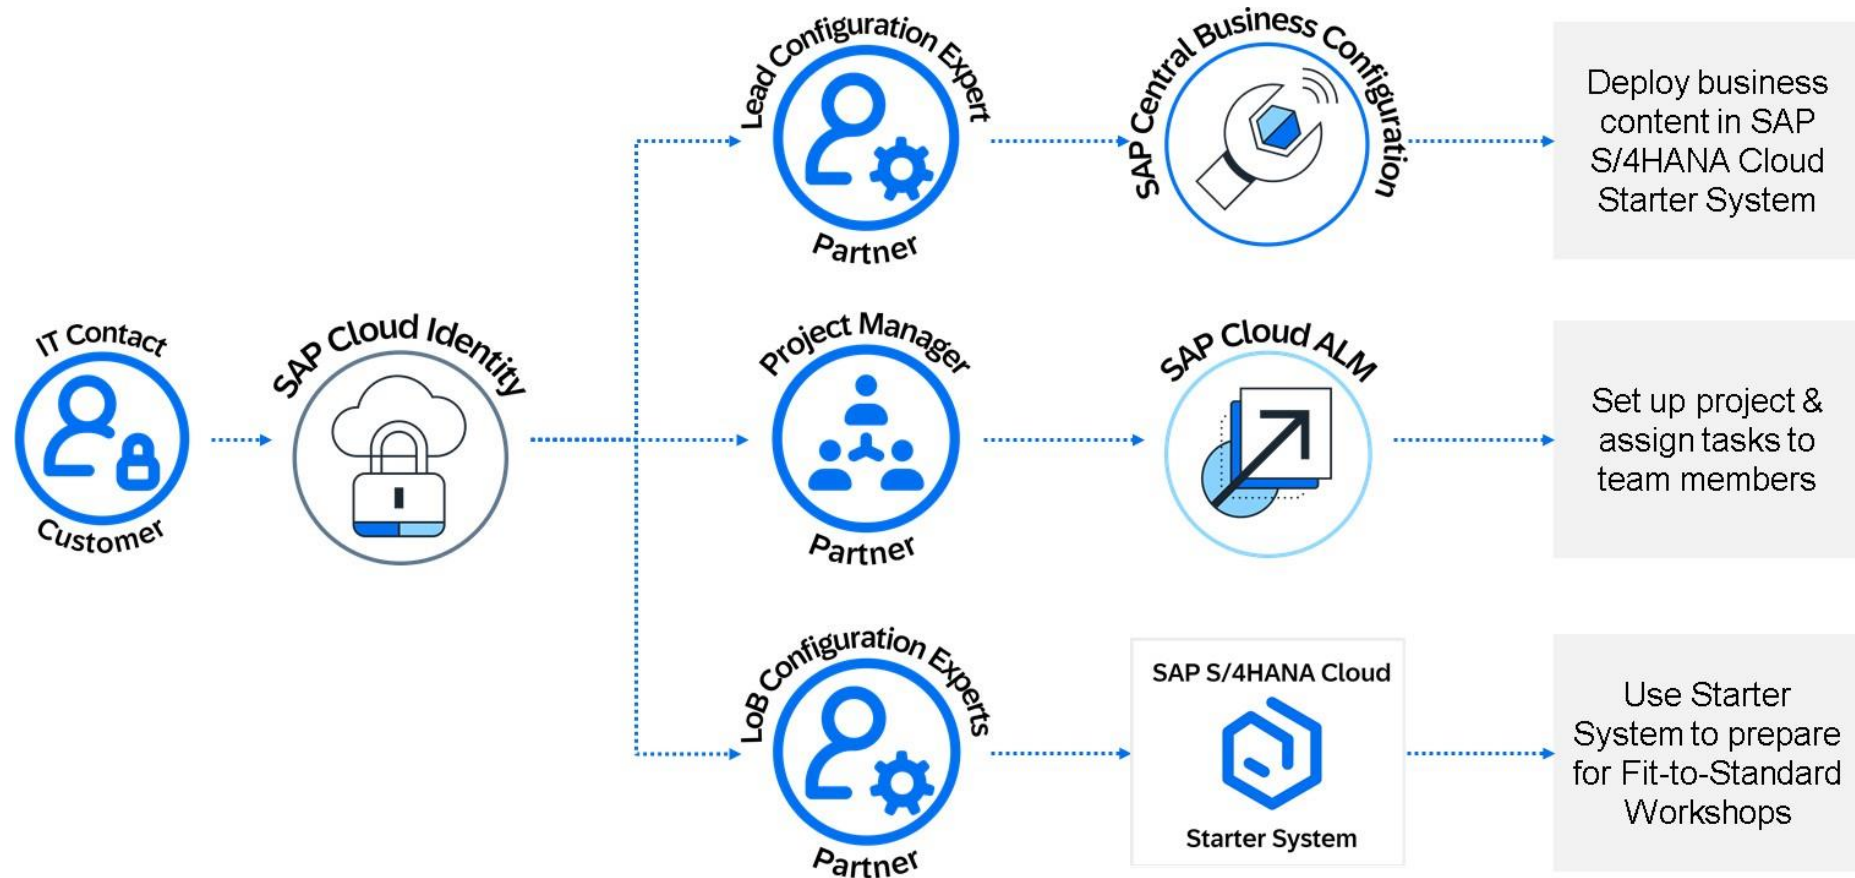 IT Contact
Customer
SAP Cloud Identity
Lead Configuration Expert
Partner
SAP Central Business Configuration
Deploy business
content in SAP
S/4HANA Cloud
Starter System
Project Manager
Partner
SAP Cloud ALM
Set up project &
assign tasks to
team members
LoB Configuration Experts
Partner
SAP S/4HANA Cloud
Starter System
Use Starter
System to prepare
for Fit-to-Standard
Workshops